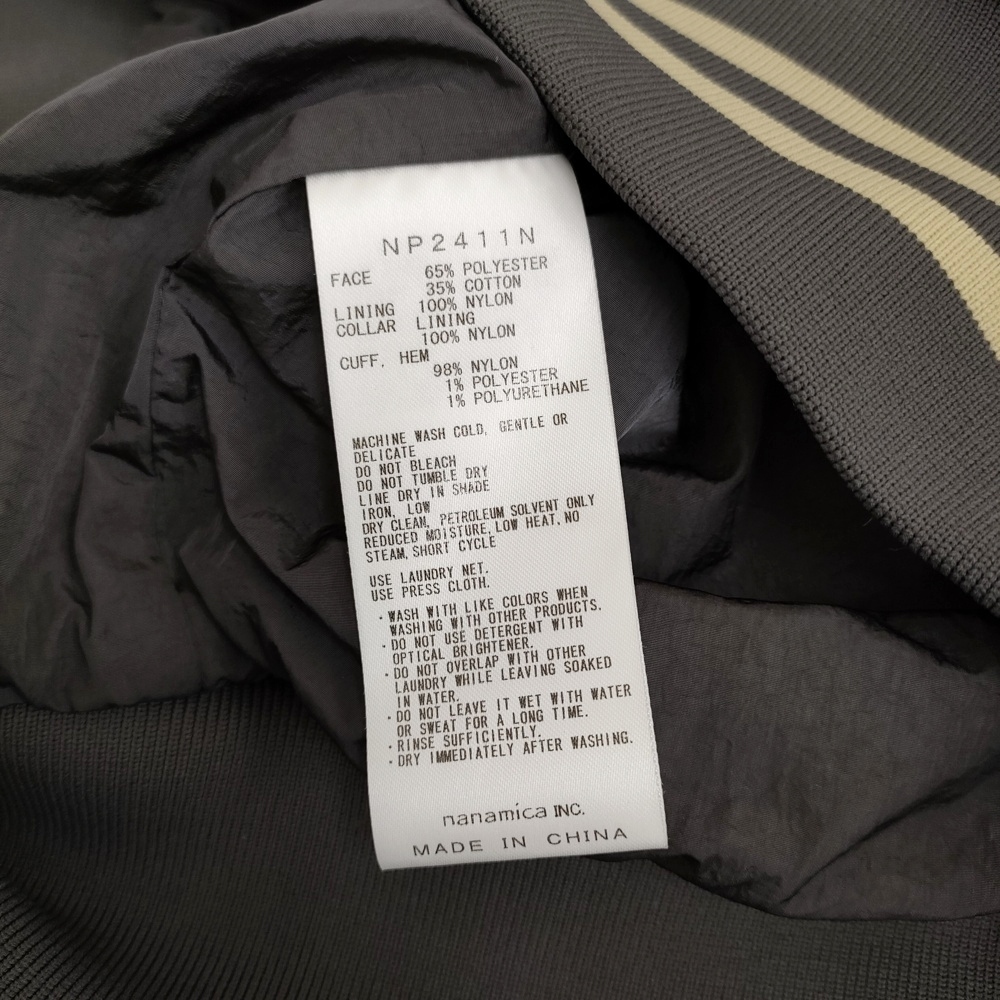 NP2411N
FACE 65% POLYESTER
35% COTTON
LINING 100% NYLON
COLLAR LINING
100% NYLON
CUFF. HEM
98% NYLON
1% POLYESTER
1% POLYURETHANE
MACHINE WASH COLD, GENTLE OR
DELICATE
DO NOT BLEACH
DO NOT TUMBLE DRY
LINE DRY IN SHADE
IRON, LOW
DRY CLEAN, PETROLEUM SOLVENT ONLY
REDUCED MOISTURE, LOW HEAT, NO
STEAM, SHORT CYCLE
USE LAUNDRY NET.
USE PRESS CLOTH.
・WASH WITH LIKE COLORS WHEN
WASHING WITH OTHER PRODUCTS.
・DO NOT USE DETERGENT WITH
OPTICAL BRIGHTENER.
・DO NOT OVERLAP WITH OTHER
LAUNDRY WHILE LEAVING SOAKED
IN WATER.
・DO NOT LEAVE IT WET WITH WATER
OR SWEAT FOR A LONG TIME.
・RINSE SUFFICIENTLY.
・DRY IMMEDIATELY AFTER WASHING.
nanamica INC.
MADE IN CHINA